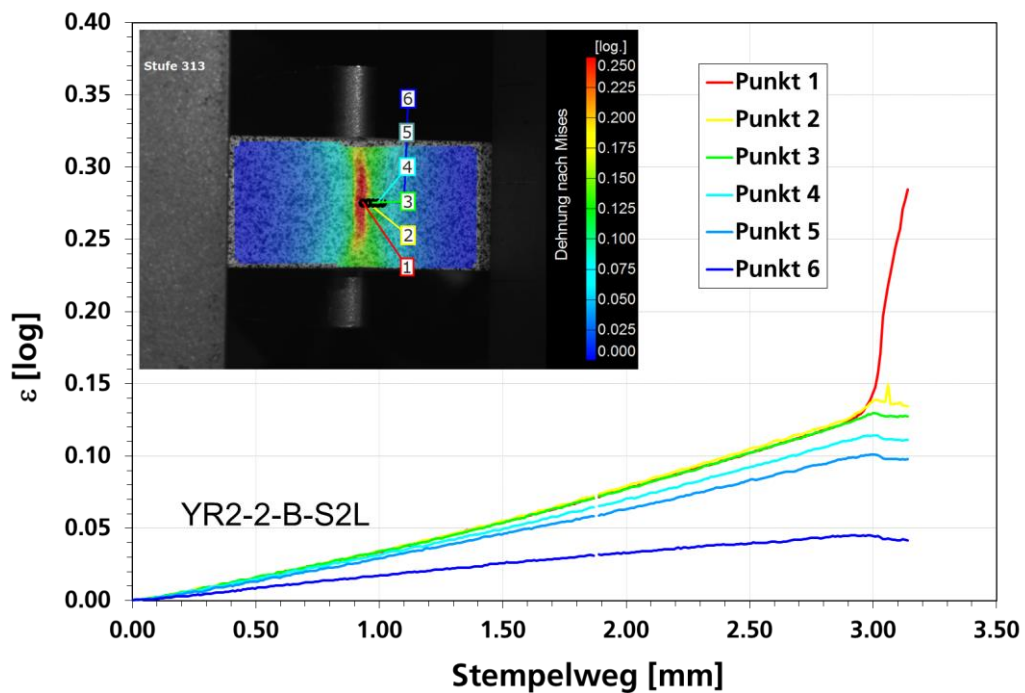 0.40
0.35
0.30
0.25
0.20
0.15
0.10
0.05
0.00
ε [log]
0.00
0.50
1.00
1.50
2.00
2.50
3.00
3.50
Stempelweg [mm]
Stufe 313
6
5
4
3
2
1
Dehnung nach Mises
[log.]
0.250
0.225
0.200
0.175
0.150
0.125
0.100
0.075
0.050
0.025
0.000
Punkt 1
Punkt 2
Punkt 3
Punkt 4
Punkt 5
Punkt 6
YR2-2-B-S2L